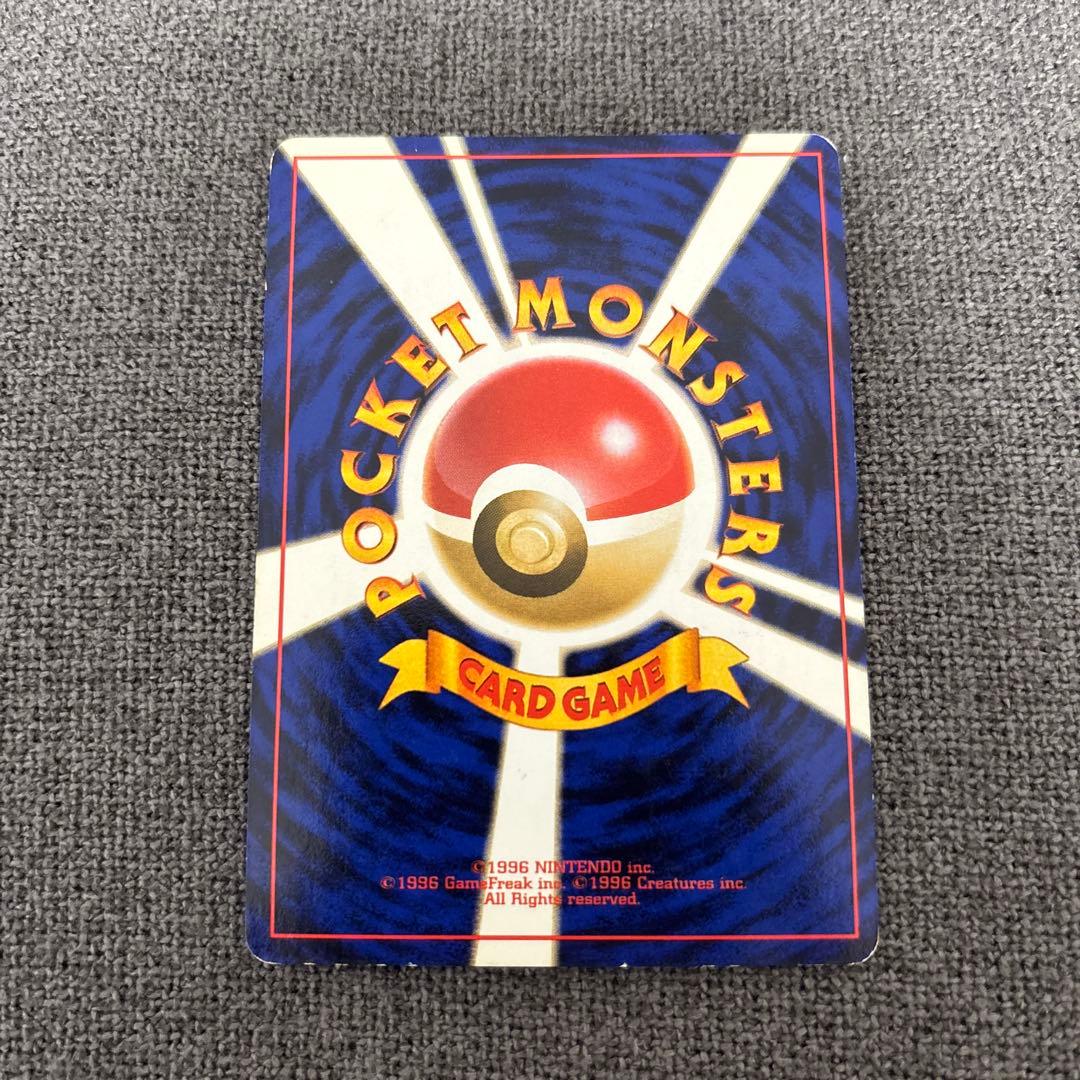 POCKET MONSTERS
CARD GAME
©1996 NINTENDO inc.
©1996 GameFreak inc. ©1996 Creatures inc.
All Rights reserved.